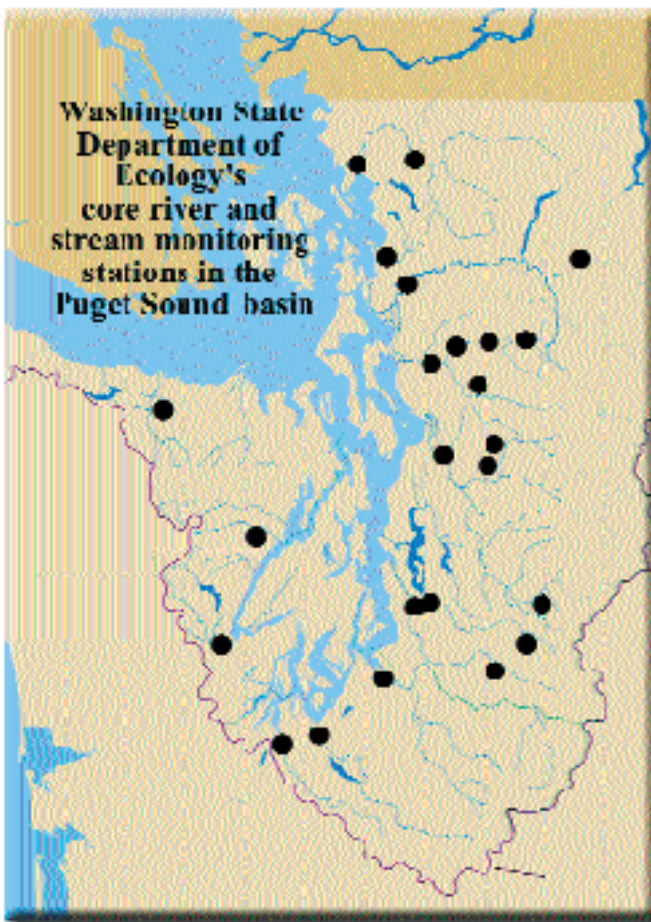 Washington State
Department of
Ecology's
core river and
stream monitoring
stations in the
Puget Sound basin